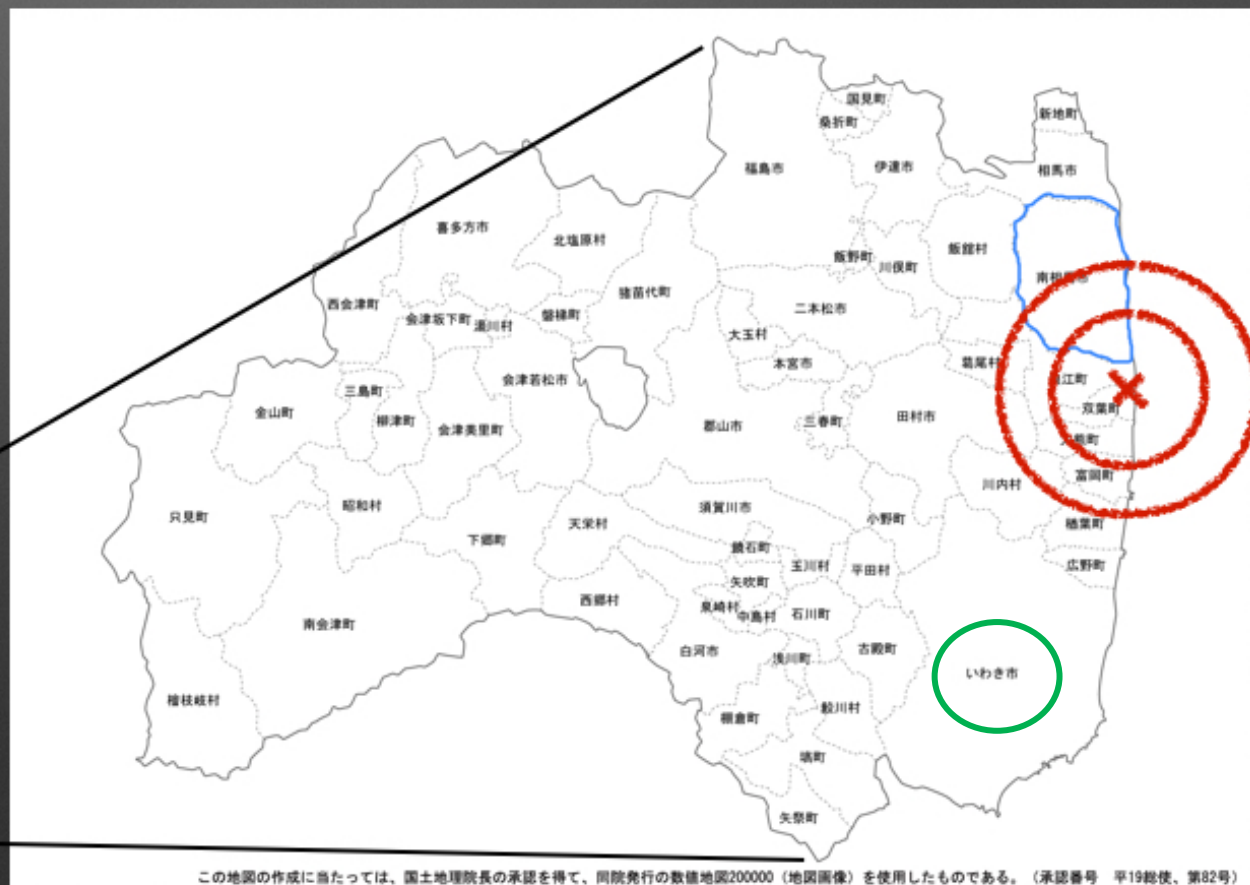 国見町
新地町
桑折町
福島市
伊達市
相馬市
喜多方市
北塩原村
飯野町
川俣町
飯舘村
西会津町
猪苗代町
会津坂下町
湯川村
磐梯町
二本松市
大玉村
本宮市
葛尾村
三島町
会津若松市
金山町
柳津町
会津美里町
郡山市
三春町
田村市
双葉町
富岡町
川内村
昭和村
只見町
天栄村
須賀川市
小野町
楢葉町
下郷町
鏡石町
玉川村
平田村
広野町
矢吹町
西郷村
泉崎村
中島村
石川町
南会津町
白河市
浅川町
古殿町
いわき市
檜枝岐村
棚倉町
鮫川村
塙町
矢祭町
この地図の作成に当たっては、国土地理院長の承認を得て、同院発行の数値地図200000（地図画像）を使用したものである。（承認番号　平19総使、第82号）